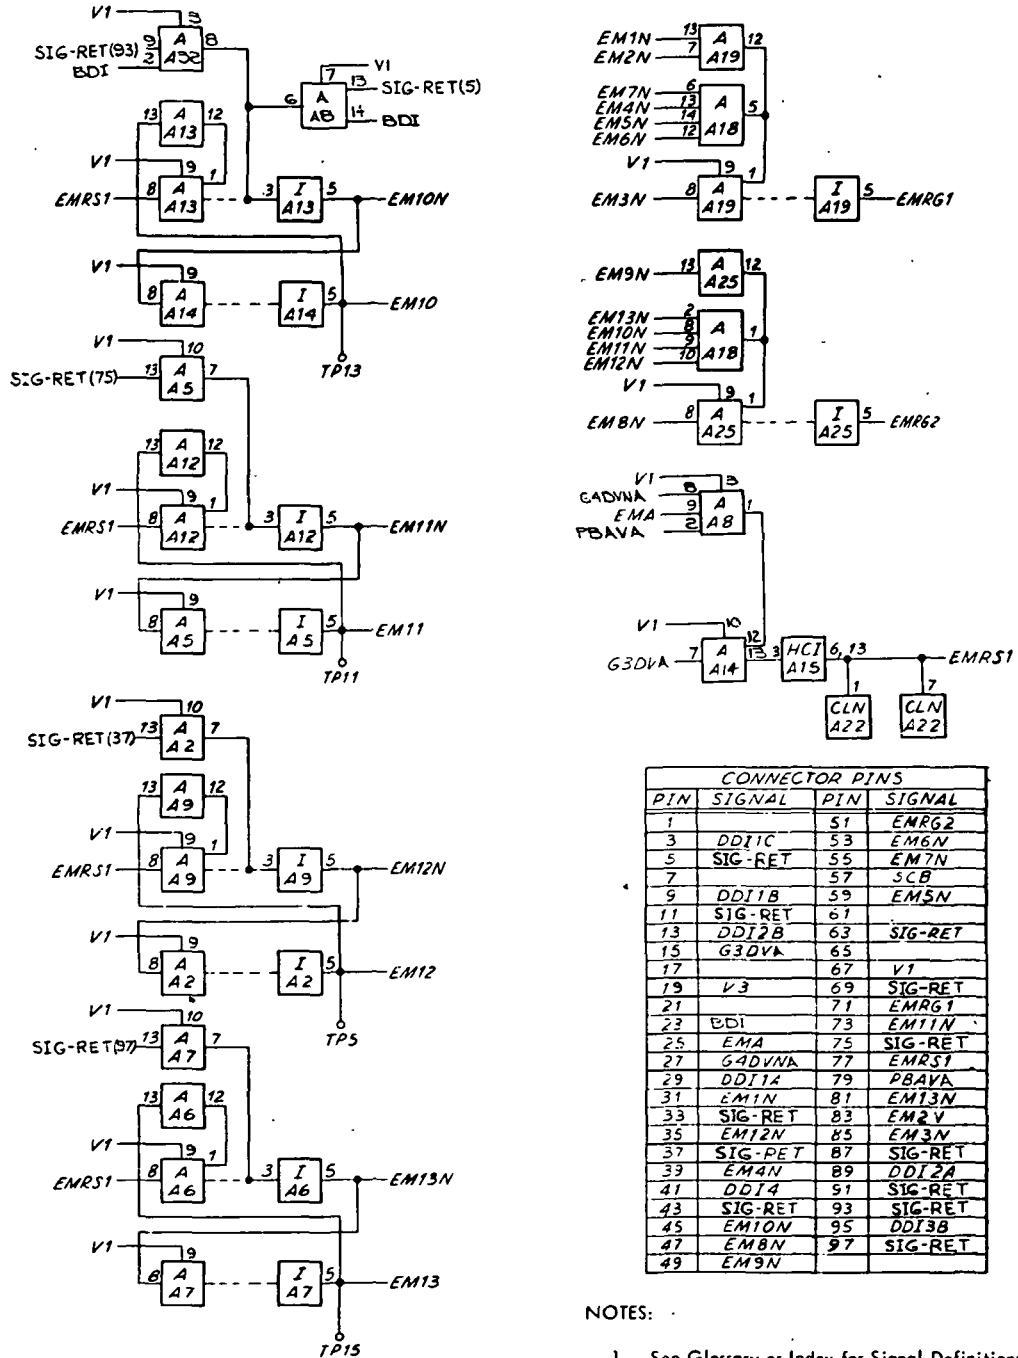 V1 3
SIG-RET(93) 9 A 8
BDI 2 A32
7 V1
6 A 13 SIG-RET(5)
A8 14 BDI
13 A 12
A13
V1 9
EMRS1 8 A 1 3 I 5 EM10N
A13 A13
V1 9
8 A I 5 EM10
A14 A14
TP13
V1 10
SIG-RET(75) 13 A 7
A5
13 A 12
A12
V1 9
EMRS1 8 A 1 3 I 5 EM11N
A12 A12
V1 9
8 A I 5 EM11
A5 A5
TP11
V1 10
SIG-RET(37) 13 A 7
A2
13 A 12
A9
V1 9
EMRS1 8 A 1 3 I 5 EM12N
A9 A9
V1 9
8 A I 5 EM12
A2 A2
TP5
V1 10
SIG-RET(97) 13 A 7
A7
13 A 12
A6
V1 9
EMRS1 8 A 1 3 I 5 EM13N
A6 A6
V1 9
8 A I 5 EM13
A7 A7
TP15
EM1N 13 A 12
EM2N 7 A19
EM7N 6
EM4N 13 A 5
EM5N 14 A18
EM6N 12
V1 9
EM3N 8 A 1 I 5 EMRG1
A19 A19
EM9N 13 A 12
A25
EM13N 2
EM10N 8 A 1
EM11N 9 A18
EM12N 10
V1 9
EM8N 8 A 1 I 5 EMRG2
A25 A25
V1 3
G4DVNA 8 A 1
EMA 9 A8
PBAVA 2
V1 10
G3DVA 7 A 12 13 3 HCI 6,13 EMRS1
A14 A15
1 7
CLN CLN
A22 A22
CONNECTOR PINS
PIN SIGNAL PIN SIGNAL
1 51 EMRG2
3 DDI1C 53 EM6N
5 SIG-RET 55 EM7N
7 57 SCB
9 DDI1B 59 EM5N
11 SIG-RET 61
13 DDI2B 63 SIG-RET
15 G3DVA 65
17 67 V1
19 V3 69 SIG-RET
21 71 EMRG1
23 BDI 73 EM11N
25 EMA 75 SIG-RET
27 G4DVNA 77 EMRS1
29 DDI1A 79 PBAVA
31 EM1N 81 EM13N
33 SIG-RET 83 EM2V
35 EM12N 85 EM3N
37 SIG-RET 87 SIG-RET
39 EM4N 89 DDI2A
41 DDI4 91 SIG-RET
43 SIG-RET 93 SIG-RET
45 EM10N 95 DDI3B
47 EM8N 97 SIG-RET
49 EM9N
NOTES:
1. See Glossary or Index for Signal Definitions